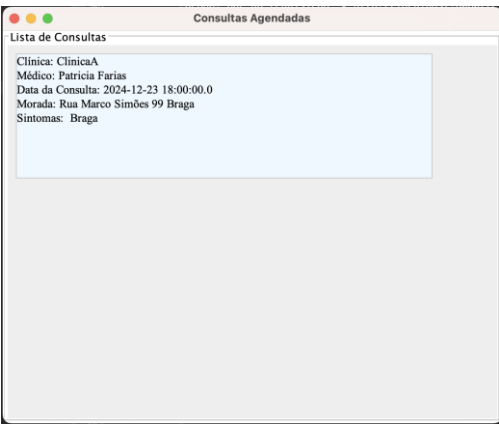 Consultas Agendadas
Lista de Consultas
Clínica: ClinicaA
Médico: Patricia Farias
Data da Consulta: 2024-12-23 18:00:00.0
Morada: Rua Marco Simões 99 Braga
Sintomas:  Braga